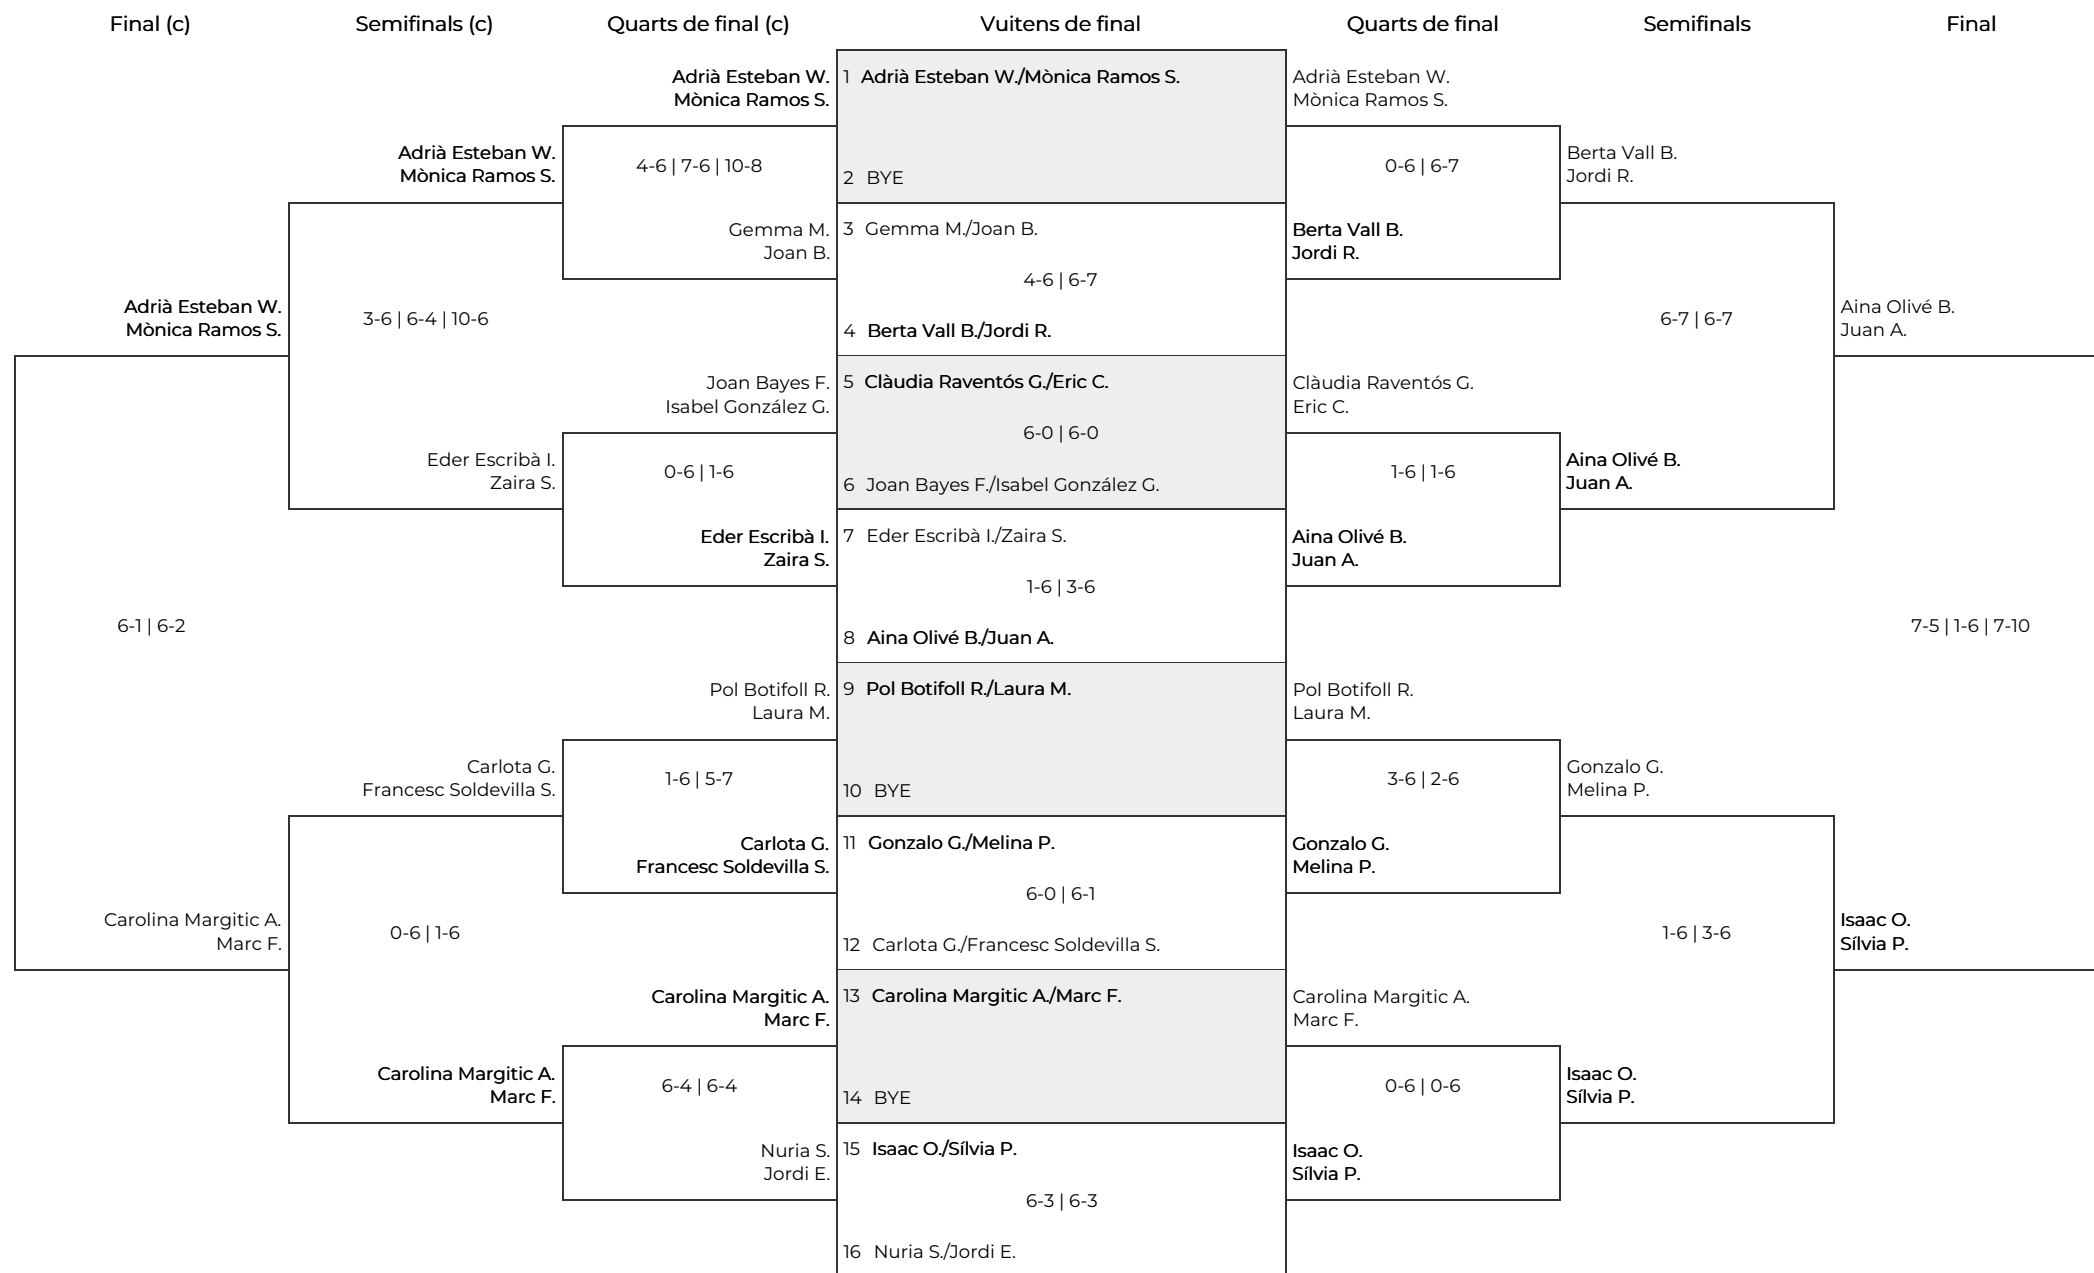 Final (c)
Semifinals (c)
Quarts de final (c)
Vuitens de final
Quarts de final
Semifinals
Final
Adrià Esteban W.
Mònica Ramos S.
4-6 | 7-6 | 10-8
Gemma M.
Joan B.
Joan Bayes F.
Isabel González G.
0-6 | 1-6
Eder Escribà I.
Zaira S.
Pol Botifoll R.
Laura M.
1-6 | 5-7
Carlota G.
Francesc Soldevilla S.
Carolina Margitic A.
Marc F.
6-4 | 6-4
Nuria S.
Jordi E.
Adrià Esteban W.
Mònica Ramos S.
3-6 | 6-4 | 10-6
Eder Escribà I.
Zaira S.
Carlota G.
Francesc Soldevilla S.
0-6 | 1-6
Carolina Margitic A.
Marc F.
Adrià Esteban W.
Mònica Ramos S.
6-1 | 6-2
Carolina Margitic A.
Marc F.
1 Adrià Esteban W./Mònica Ramos S.
2 BYE
3 Gemma M./Joan B.
4-6 | 6-7
4 Berta Vall B./Jordi R.
5 Clàudia Raventós G./Eric C.
6-0 | 6-0
6 Joan Bayes F./Isabel González G.
7 Eder Escribà I./Zaira S.
1-6 | 3-6
8 Aina Olivé B./Juan A.
9 Pol Botifoll R./Laura M.
10 BYE
11 Gonzalo G./Melina P.
6-0 | 6-1
12 Carlota G./Francesc Soldevilla S.
13 Carolina Margitic A./Marc F.
14 BYE
15 Isaac O./Sílvia P.
6-3 | 6-3
16 Nuria S./Jordi E.
Adrià Esteban W.
Mònica Ramos S.
0-6 | 6-7
Berta Vall B.
Jordi R.
Clàudia Raventós G.
Eric C.
1-6 | 1-6
Aina Olivé B.
Juan A.
Pol Botifoll R.
Laura M.
3-6 | 2-6
Gonzalo G.
Melina P.
Carolina Margitic A.
Marc F.
0-6 | 0-6
Isaac O.
Sílvia P.
Berta Vall B.
Jordi R.
6-7 | 6-7
Aina Olivé B.
Juan A.
Gonzalo G.
Melina P.
1-6 | 3-6
Isaac O.
Sílvia P.
Aina Olivé B.
Juan A.
7-5 | 1-6 | 7-10
Isaac O.
Sílvia P.